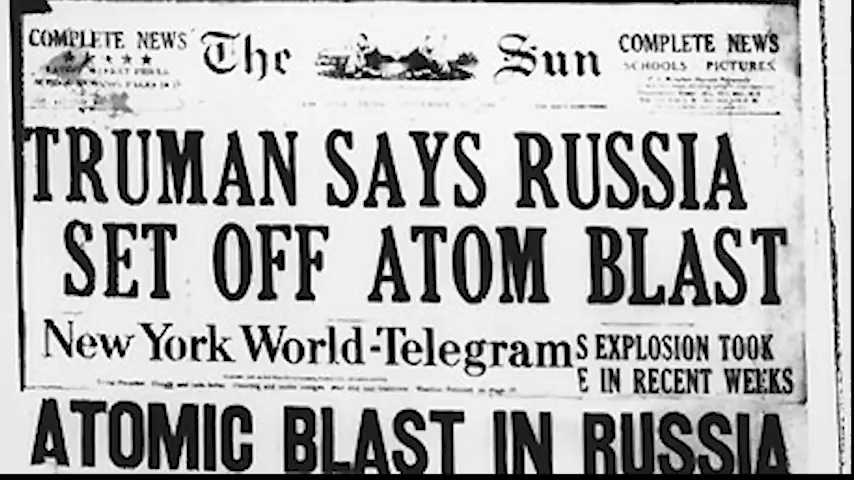 COMPLETE NEWS
The Sun
COMPLETE NEWS
SCHOOLS PICTURES
TRUMAN SAYS RUSSIA
SET OFF ATOM BLAST
New York World-Telegram
S EXPLOSION TOOK
E IN RECENT WEEKS
ATOMIC BLAST IN RUSSIA